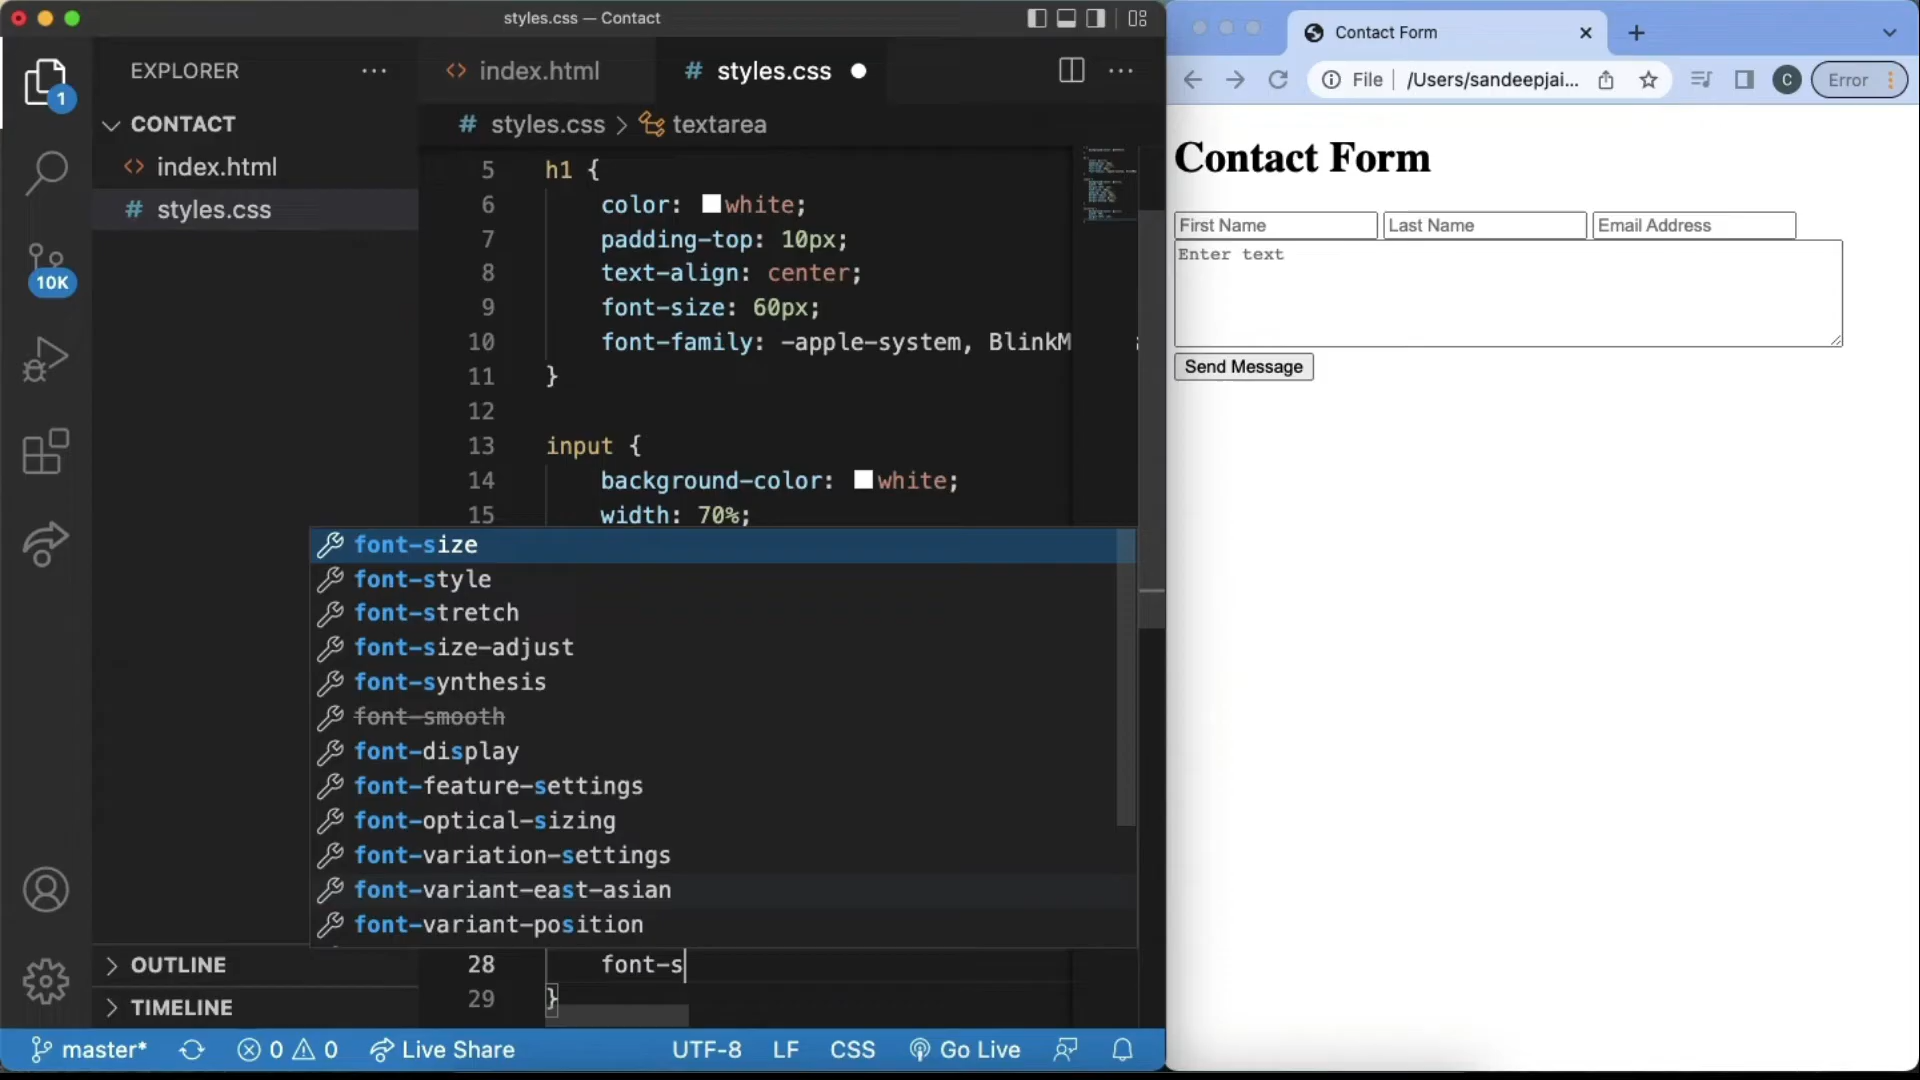 styles.css — Contact
EXPLORER
1
CONTACT
index.html
styles.css
10K
OUTLINE
TIMELINE
index.html
# styles.css
# styles.css > textarea
5 h1 {
6 color: white;
7 padding-top: 10px;
8 text-align: center;
9 font-size: 60px;
10 font-family: -apple-system, BlinkM
11 }
12
13 input {
14 background-color: white;
15 width: 70%;
font-size
font-style
font-stretch
font-size-adjust
font-synthesis
font-smooth
font-display
font-feature-settings
font-optical-sizing
font-variation-settings
font-variant-east-asian
font-variant-position
28 font-s
29 }
master* 0 0 Live Share UTF-8 LF CSS Go Live
Contact Form
File /Users/sandeepjai... C Error
Contact Form
First Name Last Name Email Address
Enter text
Send Message